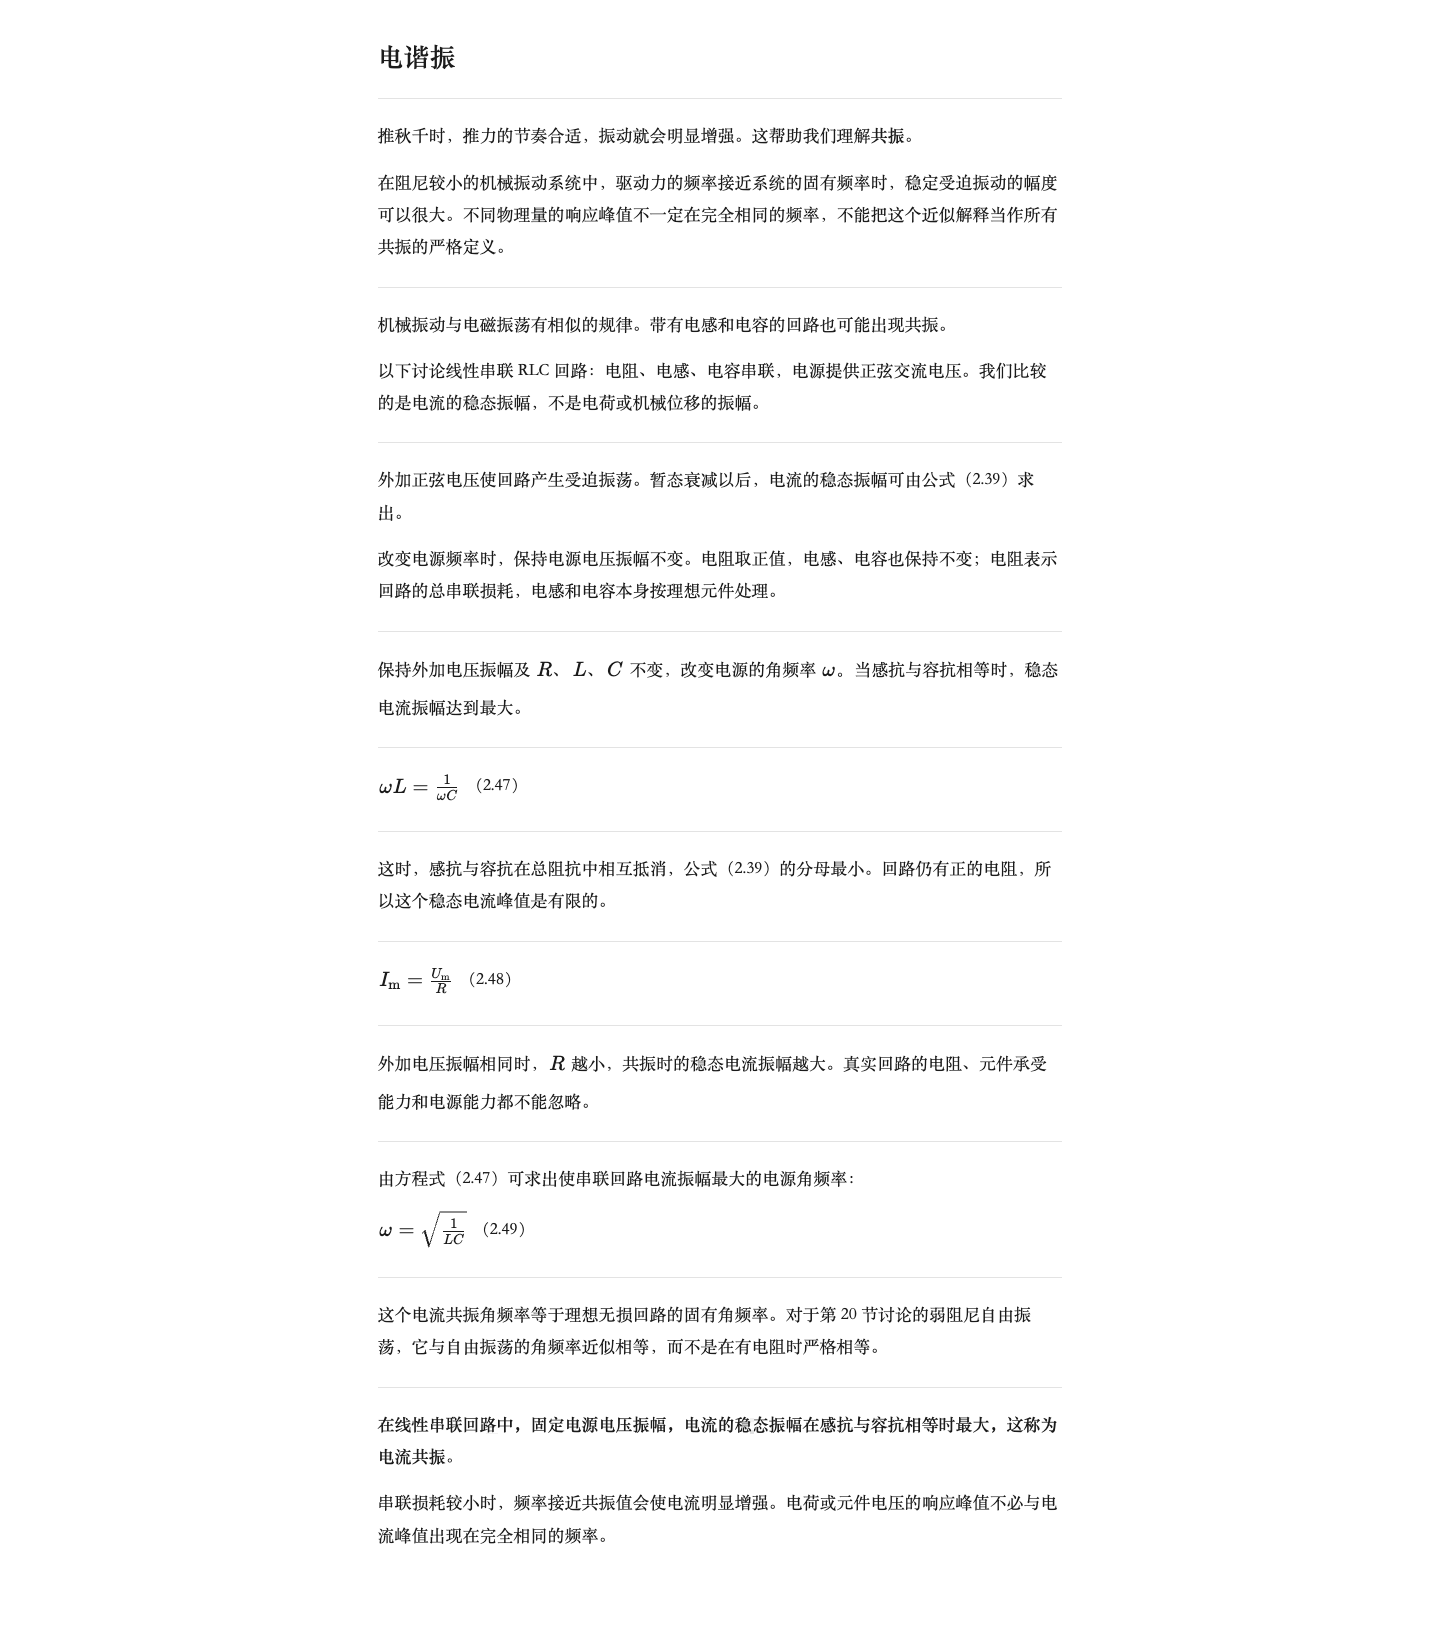 电谐振
推秋千时，推力的节奏合适，振动就会明显增强。这帮助我们理解共振。
在阻尼较小的机械振动系统中，驱动力的频率接近系统的固有频率时，稳定受迫振动的幅度
可以很大。不同物理量的响应峰值不一定在完全相同的频率，不能把这个近似解释当作所有
共振的严格定义。
机械振动与电磁振荡有相似的规律。带有电感和电容的回路也可能出现共振。
以下讨论线性串联 RLC 回路：电阻、电感、电容串联，电源提供正弦交流电压。我们比较
的是电流的稳态振幅，不是电荷或机械位移的振幅。
外加正弦电压使回路产生受迫振荡。暂态衰减以后，电流的稳态振幅可由公式（2.39）求
出。
改变电源频率时，保持电源电压振幅不变。电阻取正值，电感、电容也保持不变；电阻表示
回路的总串联损耗，电感和电容本身按理想元件处理。
保持外加电压振幅及 R、L、C 不变，改变电源的角频率 ω。当感抗与容抗相等时，稳态
电流振幅达到最大。
ωL = 1/(ωC) （2.47）
这时，感抗与容抗在总阻抗中相互抵消，公式（2.39）的分母最小。回路仍有正的电阻，所
以这个稳态电流峰值是有限的。
I_m = U_m/R （2.48）
外加电压振幅相同时，R 越小，共振时的稳态电流振幅越大。真实回路的电阻、元件承受
能力和电源能力都不能忽略。
由方程式（2.47）可求出使串联回路电流振幅最大的电源角频率：
ω = √(1/(LC)) （2.49）
这个电流共振角频率等于理想无损回路的固有角频率。对于第 20 节讨论的弱阻尼自由振
荡，它与自由振荡的角频率近似相等，而不是在有电阻时严格相等。
在线性串联回路中，固定电源电压振幅，电流的稳态振幅在感抗与容抗相等时最大，这称为
电流共振。
串联损耗较小时，频率接近共振值会使电流明显增强。电荷或元件电压的响应峰值不必与电
流峰值出现在完全相同的频率。